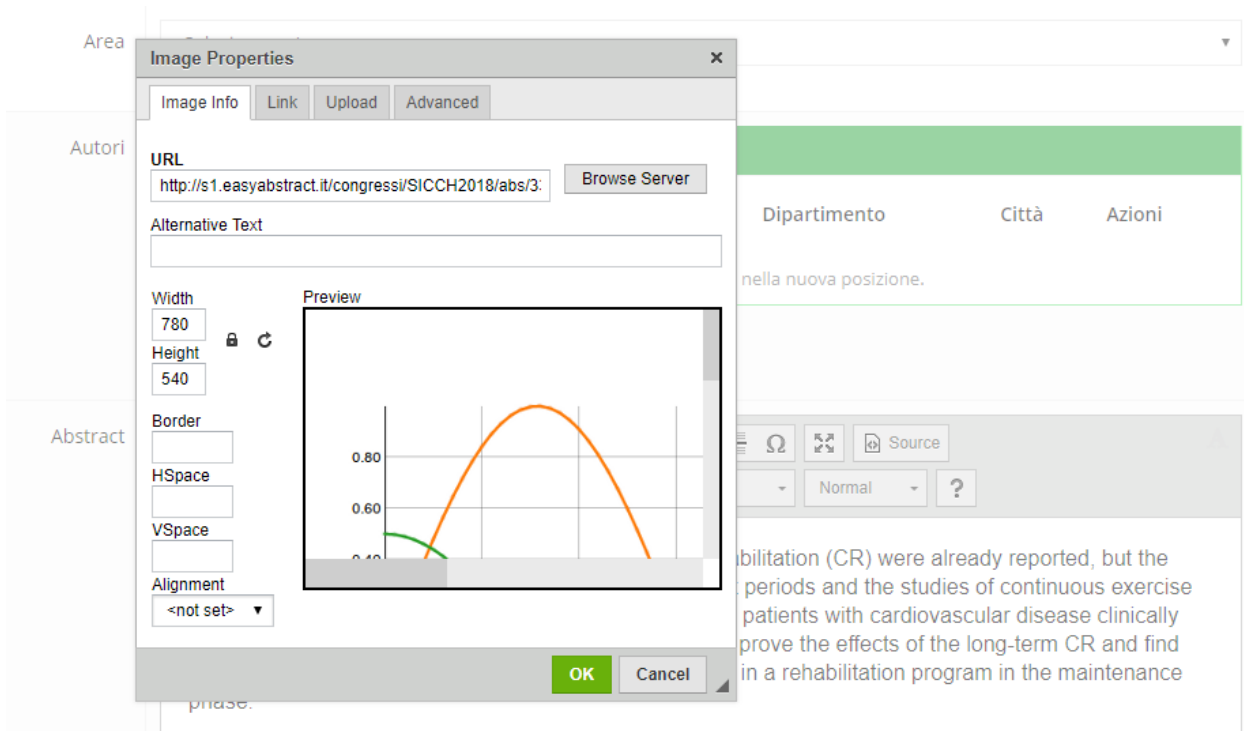 Area
Image Properties
Image Info Link Upload Advanced
Autori
URL
http://s1.easyabstract.it/congressi/SICCH2018/abs/3
Browse Server
Alternative Text
Dipartimento Città Azioni
nella nuova posizione.
Width
780
Height
540
Preview
0.80
0.60
0.40
Border
HSpace
VSpace
Alignment
<not set>
Abstract
Ω Source
Normal ?
(CR) were already reported, but the
periods and the studies of continuous exercise
patients with cardiovascular disease clinically
prove the effects of the long-term CR and find
in a rehabilitation program in the maintenance
phase.
OK Cancel